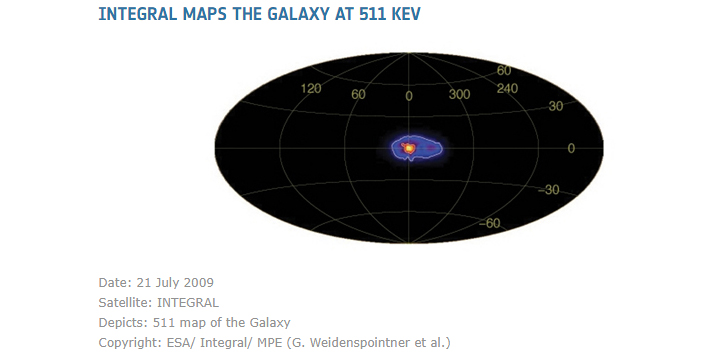 INTEGRAL MAPS THE GALAXY AT 511 KEV
60
120 60 0 300 240
30
0
-30
-60
Date: 21 July 2009
Satellite: INTEGRAL
Depicts: 511 map of the Galaxy
Copyright: ESA/ Integral/ MPE (G. Weidenspointner et al.)